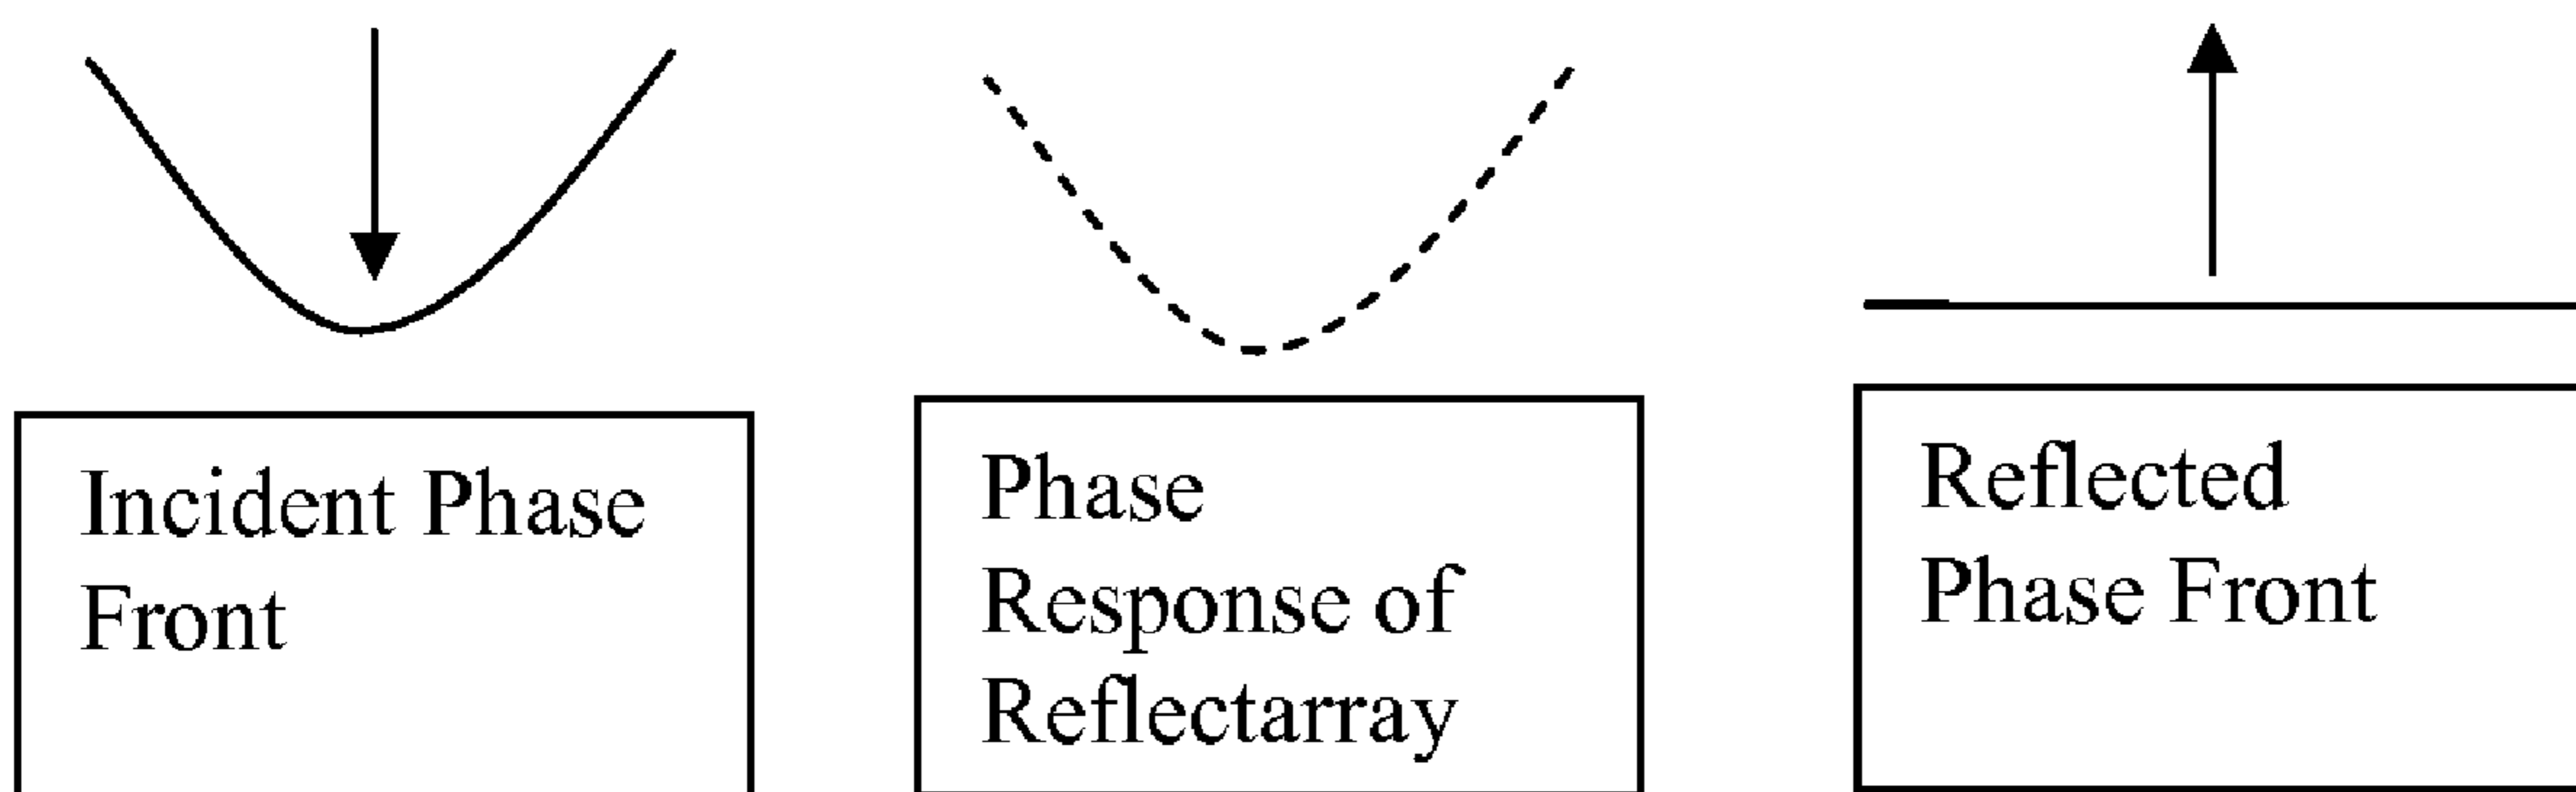 Incident Phase
Front
Phase
Response of
Reflectarray
Reflected
Phase Front